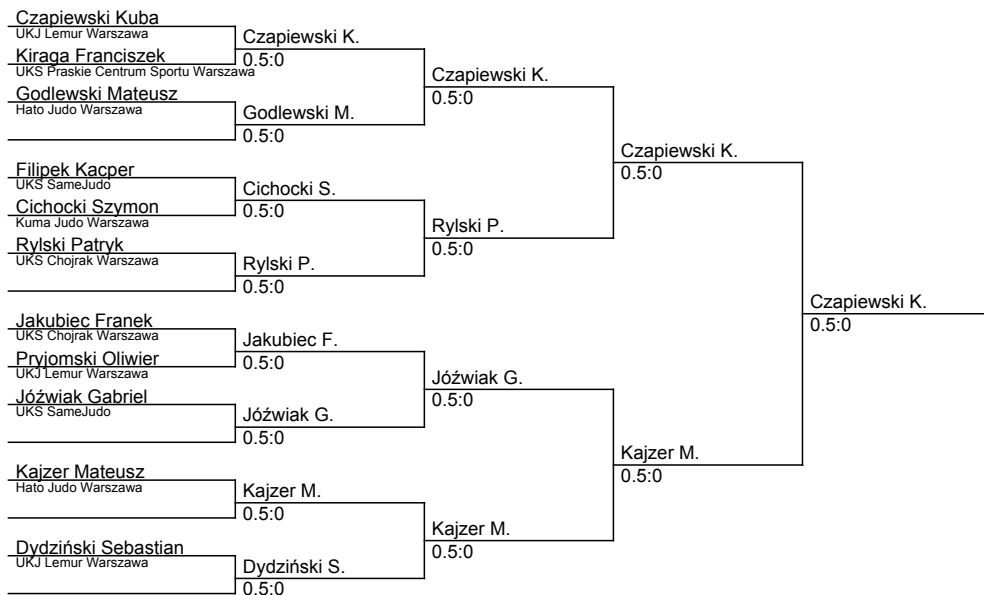 Czapiewski Kuba
UKJ Lemur Warszawa
Kiraga Franciszek
UKS Praskie Centrum Sportu Warszawa
Godlewski Mateusz
Hato Judo Warszawa
Filipek Kacper
UKS SameJudo
Cichocki Szymon
Kuma Judo Warszawa
Rylski Patryk
UKS Chojrak Warszawa
Jakubiec Franek
UKS Chojrak Warszawa
Pryjomski Oliwier
UKJ Lemur Warszawa
Jóźwiak Gabriel
UKS SameJudo
Kajzer Mateusz
Hato Judo Warszawa
Dydziński Sebastian
UKJ Lemur Warszawa
Czapiewski K.
0.5:0
Godlewski M.
0.5:0
Cichocki S.
0.5:0
Rylski P.
0.5:0
Jakubiec F.
0.5:0
Jóźwiak G.
0.5:0
Kajzer M.
0.5:0
Dydziński S.
0.5:0
Czapiewski K.
0.5:0
Rylski P.
0.5:0
Jóźwiak G.
0.5:0
Kajzer M.
0.5:0
Czapiewski K.
0.5:0
Kajzer M.
0.5:0
Czapiewski K.
0.5:0